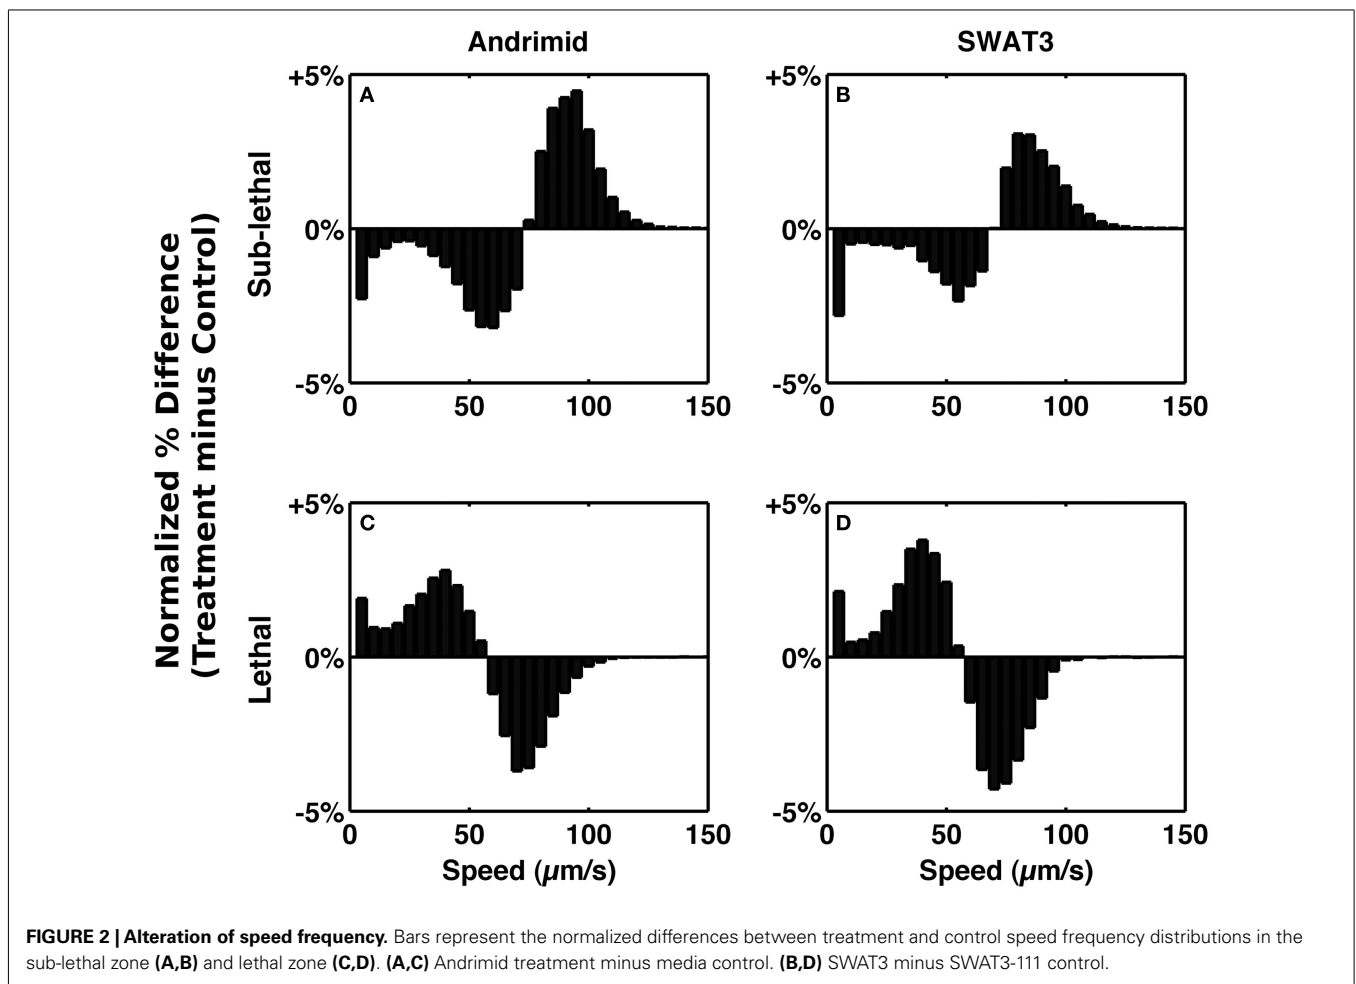 Andrimid
SWAT3
+5%
A
0%
-5%
0 50 100 150
+5%
B
0%
-5%
0 50 100 150
Sub-lethal
Normalized % Difference
(Treatment minus Control)
+5%
C
0%
-5%
0 50 100 150
Speed (µm/s)
+5%
D
0%
-5%
0 50 100 150
Speed (µm/s)
Lethal
FIGURE 2 | Alteration of speed frequency. Bars represent the normalized differences between treatment and control speed frequency distributions in the
sub-lethal zone (A,B) and lethal zone (C,D). (A,C) Andrimid treatment minus media control. (B,D) SWAT3 minus SWAT3-111 control.